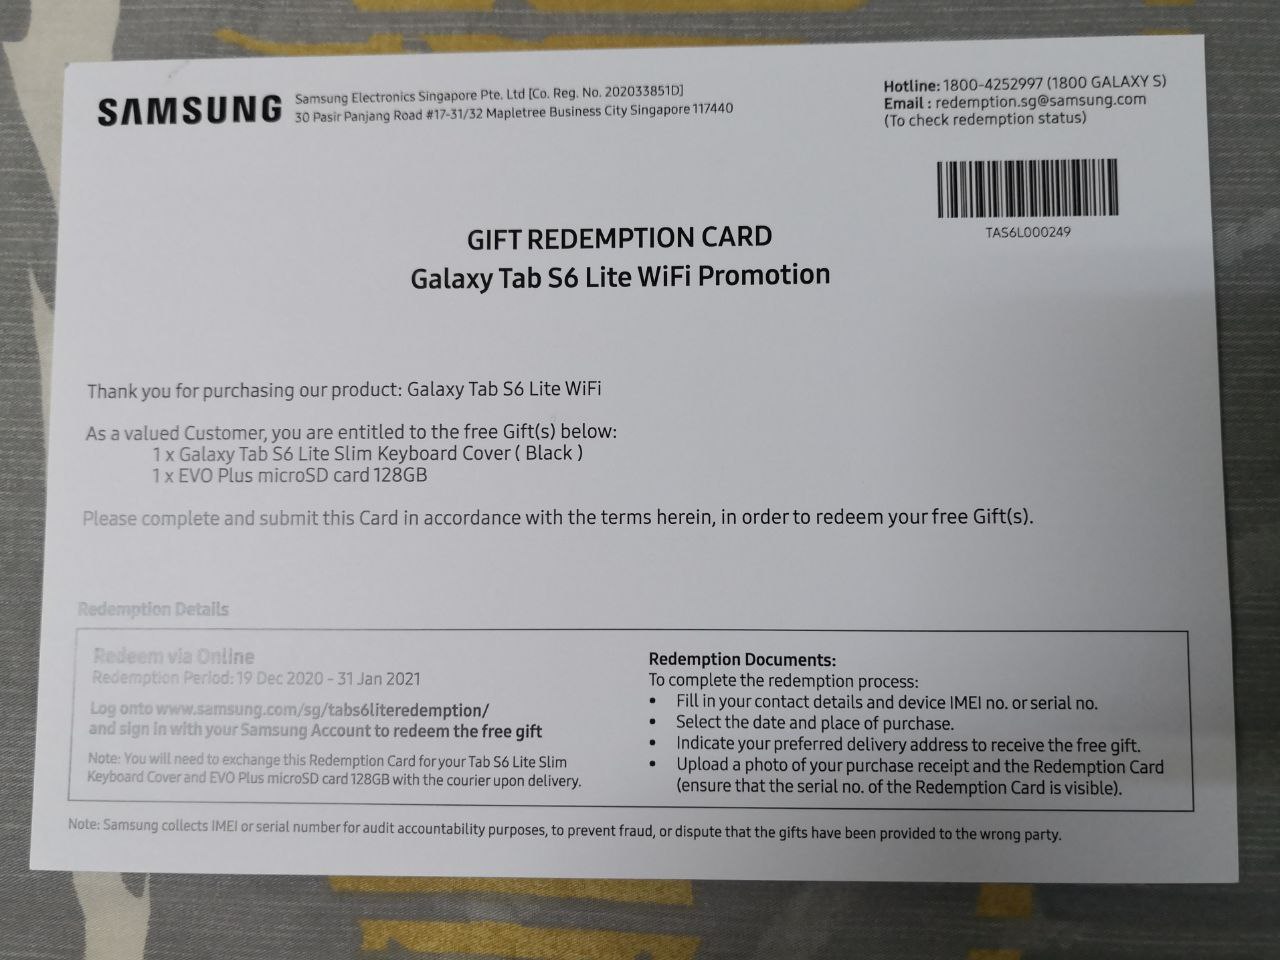 SAMSUNG
Samsung Electronics Singapore Pte. Ltd [Co. Reg. No. 202033851D]
30 Pasir Panjang Road #17-31/32 Mapletree Business City Singapore 117440
Hotline: 1800-4252997 (1800 GALAXY S)
Email : redemption.sg@samsung.com
(To check redemption status)
TAS6L000249
GIFT REDEMPTION CARD
Galaxy Tab S6 Lite WiFi Promotion
Thank you for purchasing our product: Galaxy Tab S6 Lite WiFi
As a valued Customer, you are entitled to the free Gift(s) below:
1 x Galaxy Tab S6 Lite Slim Keyboard Cover ( Black )
1 x EVO Plus microSD card 128GB
Please complete and submit this Card in accordance with the terms herein, in order to redeem your free Gift(s).
Redemption Details
Redeem via Online
Redemption Period: 19 Dec 2020 - 31 Jan 2021
Log onto www.samsung.com/sg/tabs6literedemption/
and sign in with your Samsung Account to redeem the free gift
Note: You will need to exchange this Redemption Card for your Tab S6 Lite Slim
Keyboard Cover and EVO Plus microSD card 128GB with the courier upon delivery.
Redemption Documents:
To complete the redemption process:
• Fill in your contact details and device IMEI no. or serial no.
• Select the date and place of purchase.
• Indicate your preferred delivery address to receive the free gift.
• Upload a photo of your purchase receipt and the Redemption Card
(ensure that the serial no. of the Redemption Card is visible).
Note: Samsung collects IMEI or serial number for audit accountability purposes, to prevent fraud, or dispute that the gifts have been provided to the wrong party.